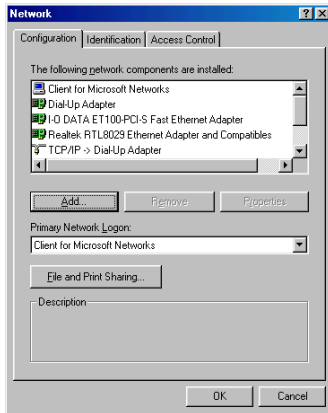 Network
Configuration Identification Access Control
The following network components are installed:
Client for Microsoft Networks
Dial-Up Adapter
I-O DATA ET100-PCI-S Fast Ethernet Adapter
Realtek RTL8029 Ethernet Adapter and Compatibles
TCP/IP -> Dial-Up Adapter
Add... Remove Properties
Primary Network Logon:
Client for Microsoft Networks
File and Print Sharing...
Description
OK Cancel